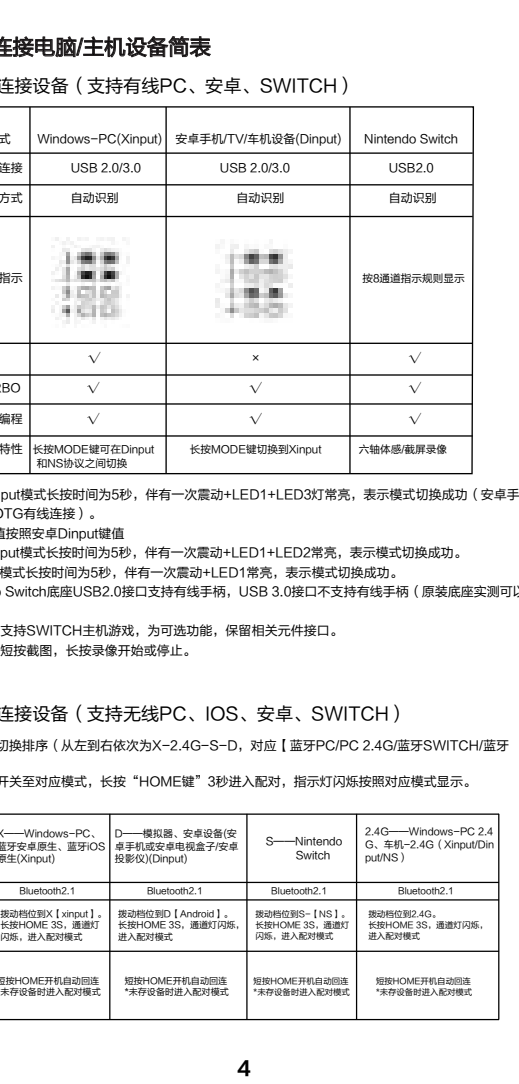 连接电脑/主机设备简表
连接设备（支持有线PC、安卓、SWITCH）
式 Windows-PC(Xinput) 安卓手机/TV/车机设备(Dinput) Nintendo Switch
连接 USB 2.0/3.0 USB 2.0/3.0 USB2.0
方式 自动识别 自动识别 自动识别
指示 按8通道指示规则显示
√ × √
BO √ √ √
编程 √ √ √
特性 长按MODE键可在Dinput 长按MODE键切换到Xinput 六轴体感/截屏录像
和NS协议之间切换
put模式长按时间为5秒，伴有一次震动+LED1+LED3灯常亮，表示模式切换成功（安卓手
OTG有线连接）。
值按照安卓Dinput键值
put模式长按时间为5秒，伴有一次震动+LED1+LED2常亮，表示模式切换成功。
模式长按时间为5秒，伴有一次震动+LED1常亮，表示模式切换成功。
Switch底座USB2.0接口支持有线手柄，USB 3.0接口不支持有线手柄（原装底座实测可以
支持SWITCH主机游戏，为可选功能，保留相关元件接口。
短按截图，长按录像开始或停止。
连接设备（支持无线PC、IOS、安卓、SWITCH）
切换排序（从左到右依次为X-2.4G-S-D，对应【蓝牙PC/PC 2.4G/蓝牙SWITCH/蓝牙
开关至对应模式，长按“HOME键”3秒进入配对，指示灯闪烁按照对应模式显示。
X——Windows-PC、
蓝牙安卓原生、蓝牙iOS
原生(Xinput)
D——模拟器、安卓设备(安
卓手机或安卓电视盒子/安卓
投影仪)(Dinput)
S——Nintendo
Switch
2.4G——Windows-PC 2.4
G、车机-2.4G（Xinput/Din
put/NS）
Bluetooth2.1 Bluetooth2.1 Bluetooth2.1 Bluetooth2.1
拨动档位到X【xinput】。
长按HOME 3S，通道灯
闪烁，进入配对模式
拨动档位到D【Android】。
长按HOME 3S，通道灯闪烁，
进入配对模式
拨动档位到S-【NS】。
长按HOME 3S，通道灯
闪烁，进入配对模式
拨动档位到2.4G。
长按HOME 3S，通道灯闪烁，
进入配对模式
短按HOME开机自动回连
*未存设备时进入配对模式
短按HOME开机自动回连
*未存设备时进入配对模式
短按HOME开机自动回连
*未存设备时进入配对模式
短按HOME开机自动回连
*未存设备时进入配对模式
4